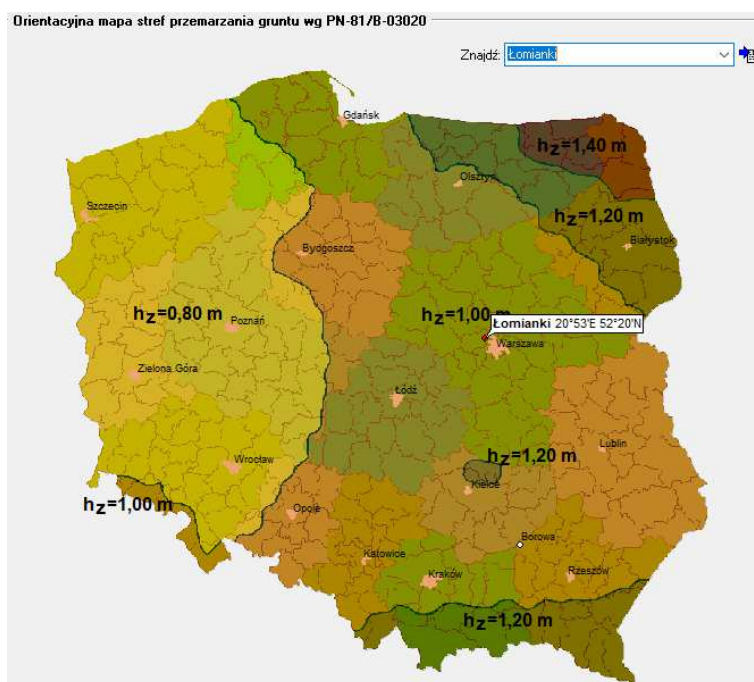 Orientacyjna mapa stref przemarzania gruntu wg PN-81/B-03020
Znajdź: Łomianki
Gdańsk
hz=1,40 m
Olsztyn
Szczecin
hz=1,20 m
Białystok
Bydgoszcz
hz=0,80 m
hz=1,00 m
Łomianki 20°53'E 52°20'N
Poznań
Warszawa
Zielona Góra
Łódź
Lublin
hz=1,20 m
Wrocław
Kielce
hz=1,00 m
Opole
Borowa
Katowice
Kraków
Rzeszów
hz=1,20 m